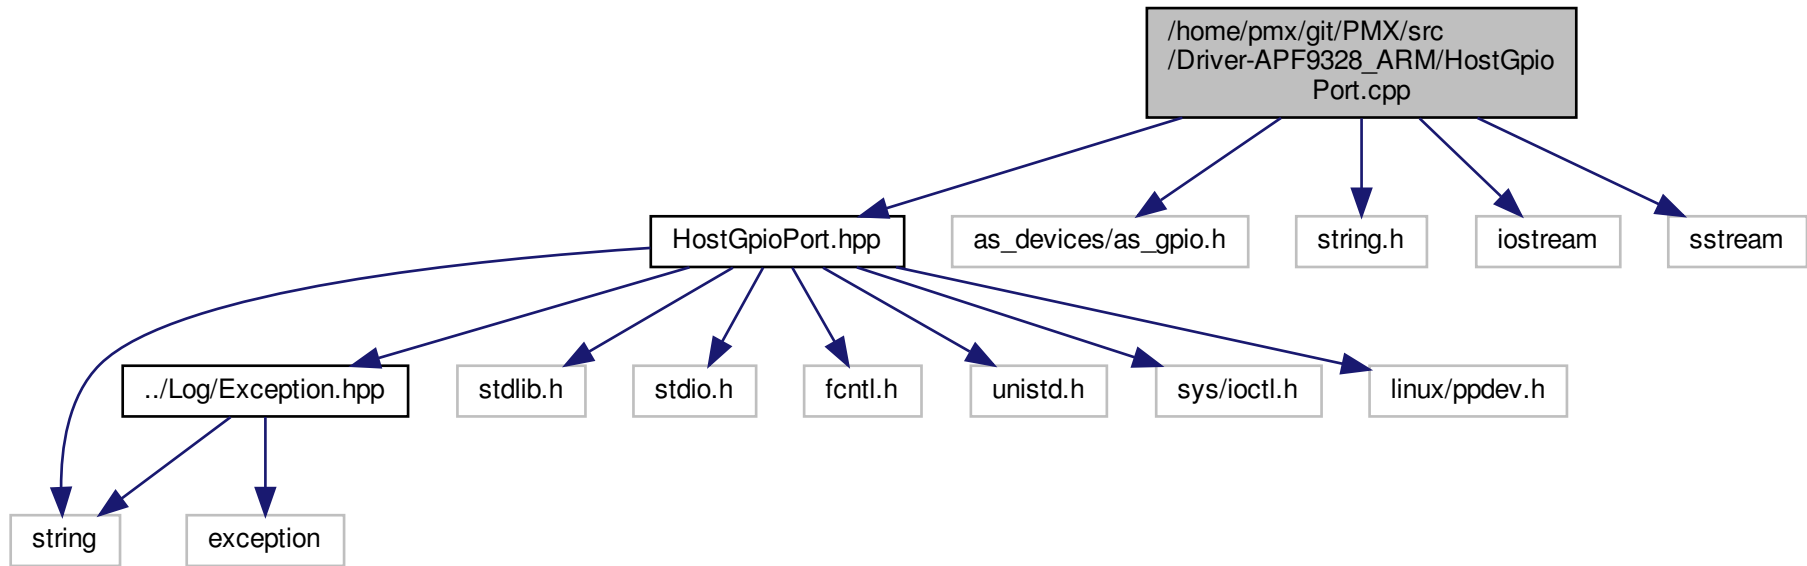 /home/pmx/git/PMX/src
/Driver-APF9328_ARM/HostGpio
Port.cpp
HostGpioPort.hpp
as_devices/as_gpio.h
string.h
iostream
sstream
../Log/Exception.hpp
stdlib.h
stdio.h
fcntl.h
unistd.h
sys/ioctl.h
linux/ppdev.h
string
exception